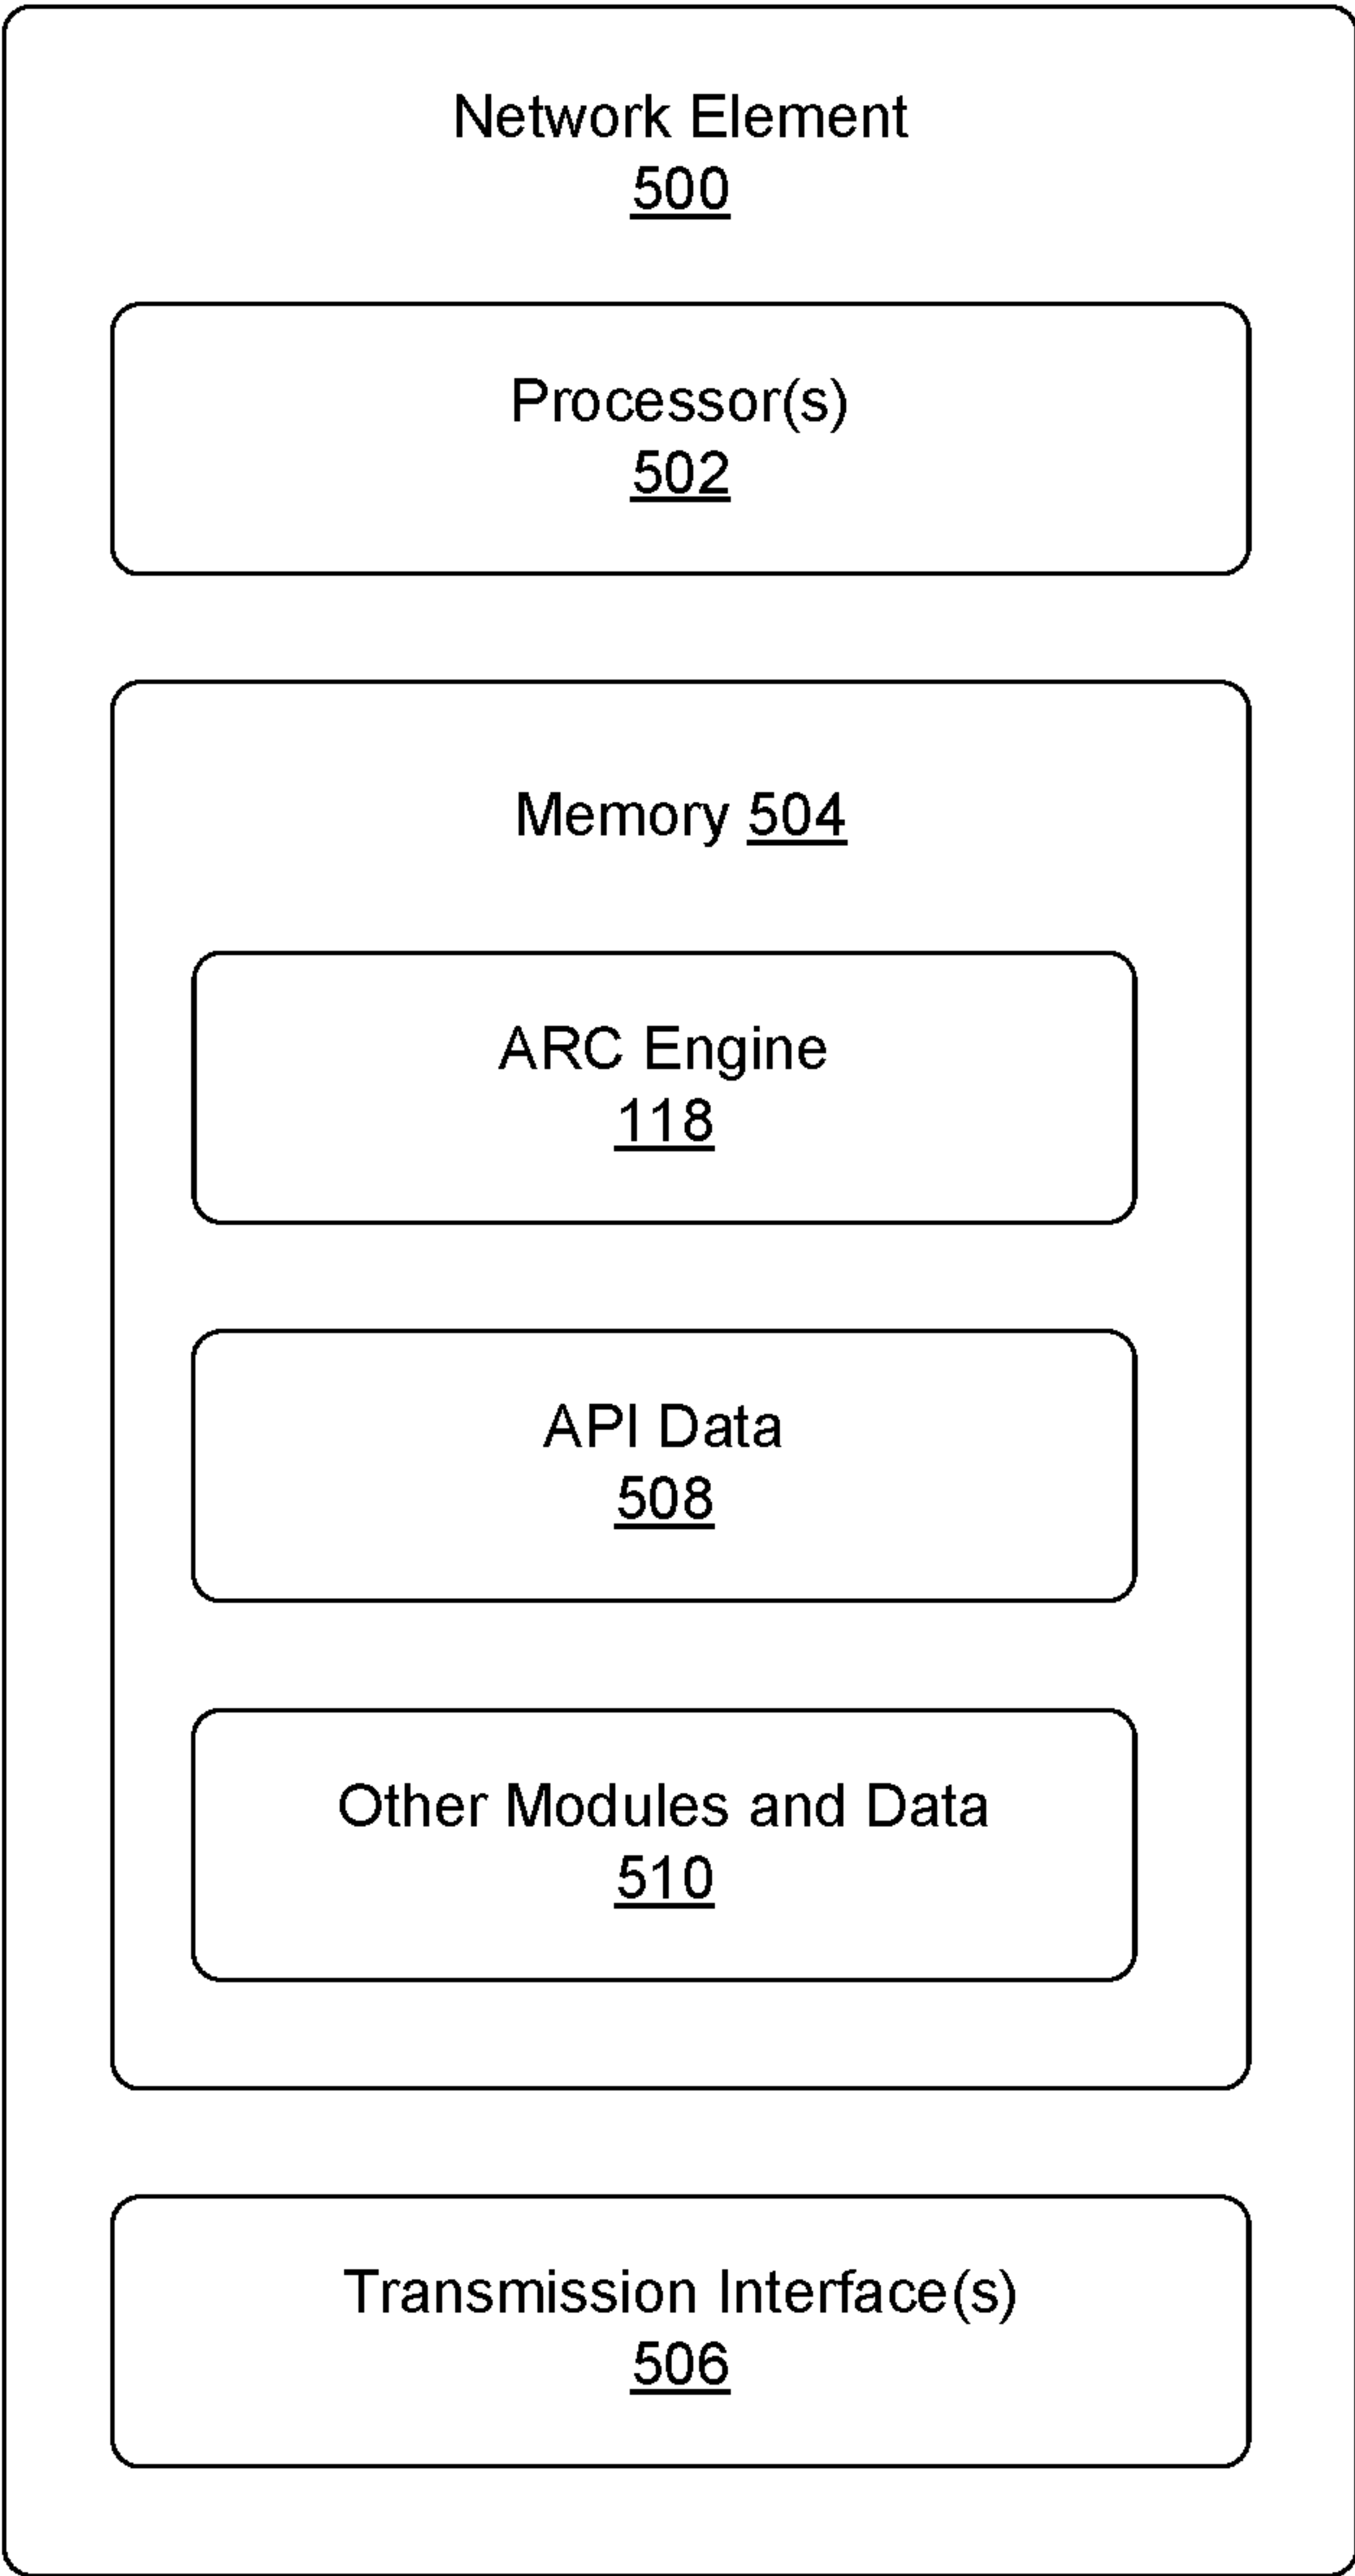 Network Element
500
Processor(s)
502
Memory 504
ARC Engine
118
API Data
508
Other Modules and Data
510
Transmission Interface(s)
506